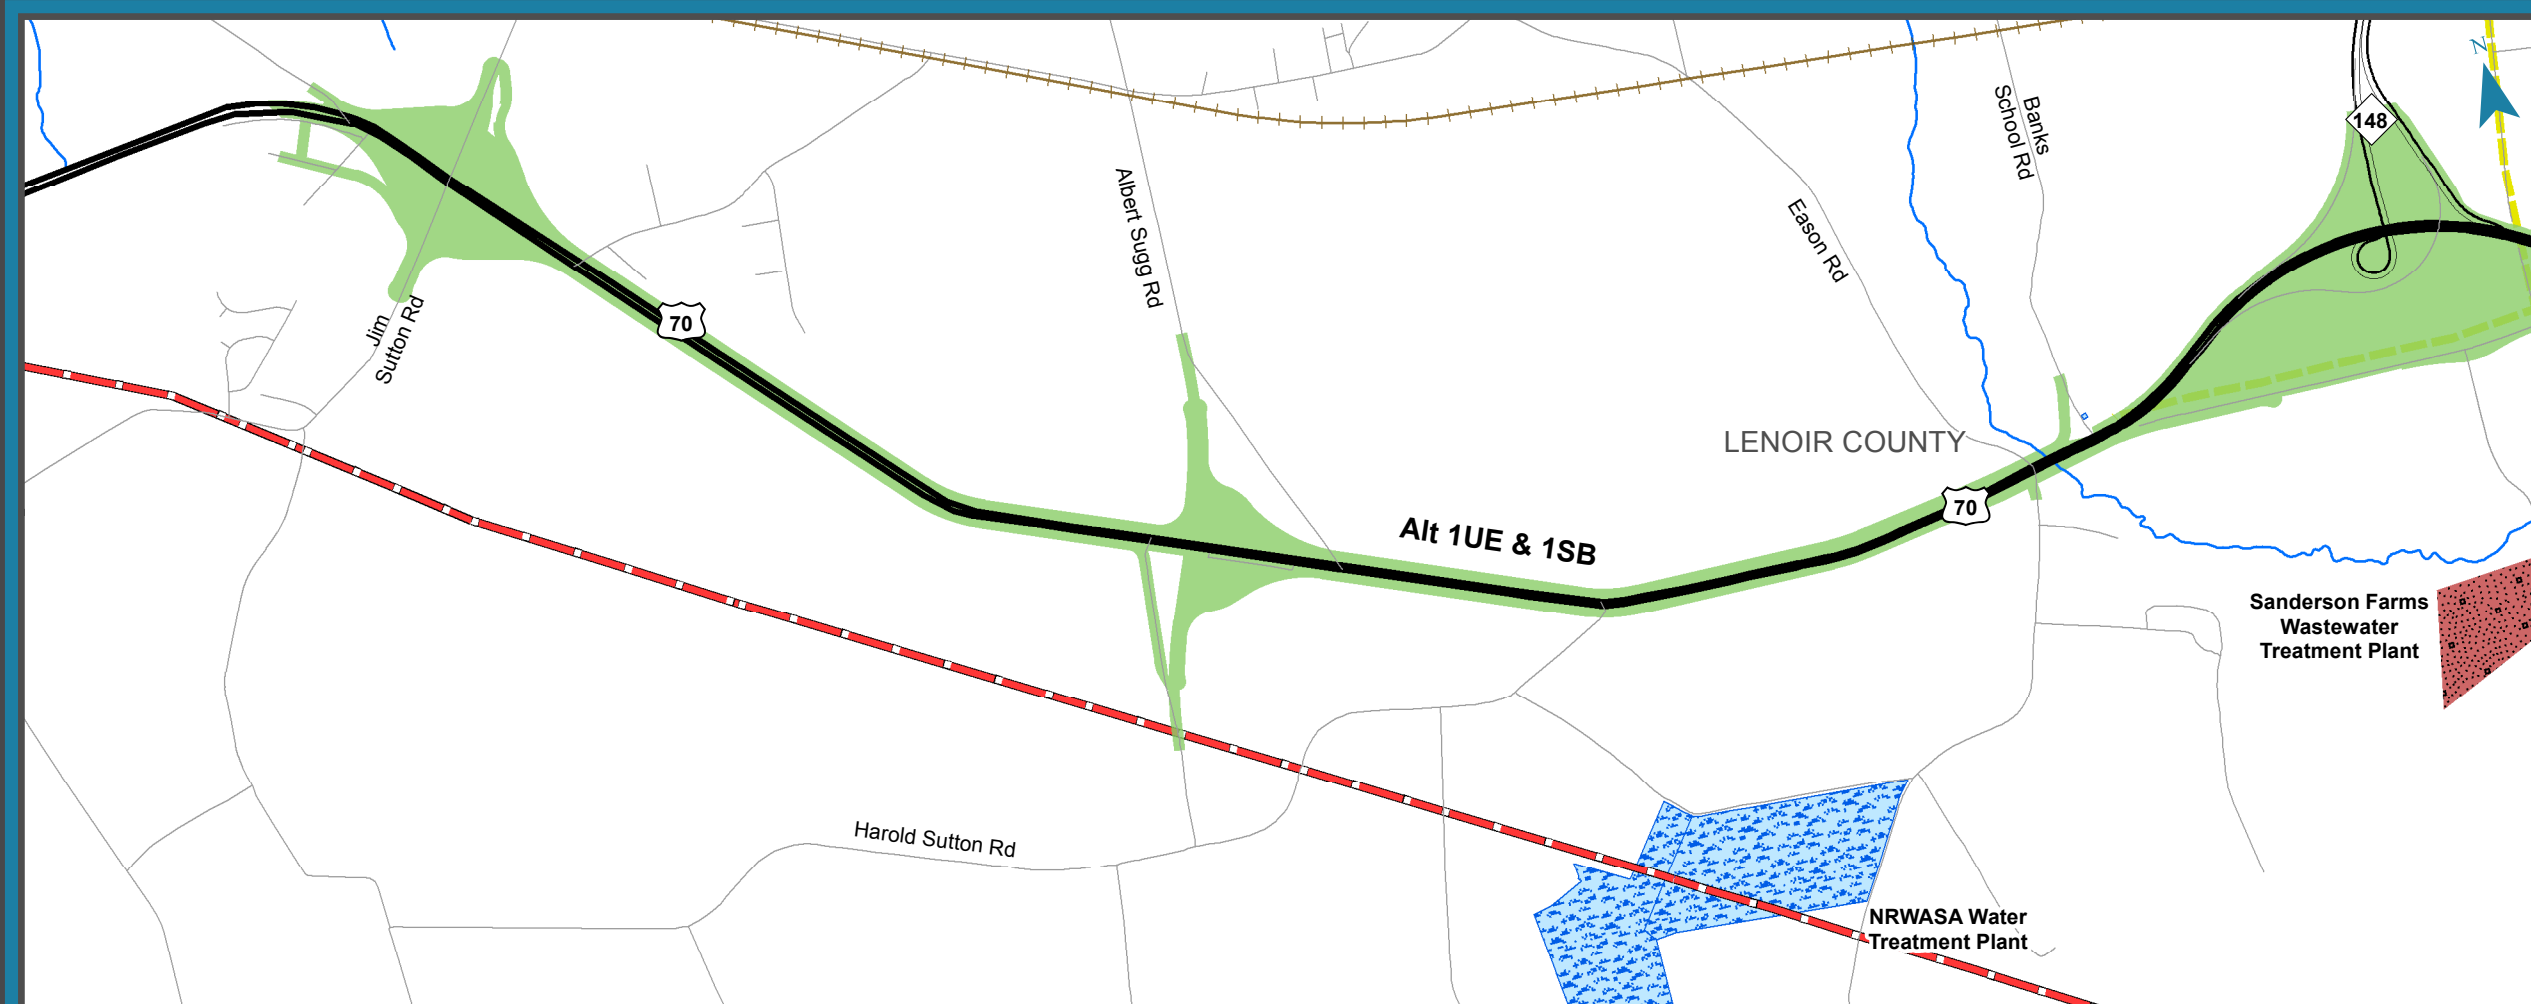 N
148
Banks
School Rd
Albert Sugg Rd
Eason Rd
Jim
Sutton Rd
70
LENOIR COUNTY
70
Alt 1UE & 1SB
Sanderson Farms
Wastewater
Treatment Plant
Harold Sutton Rd
NRWASA Water
Treatment Plant